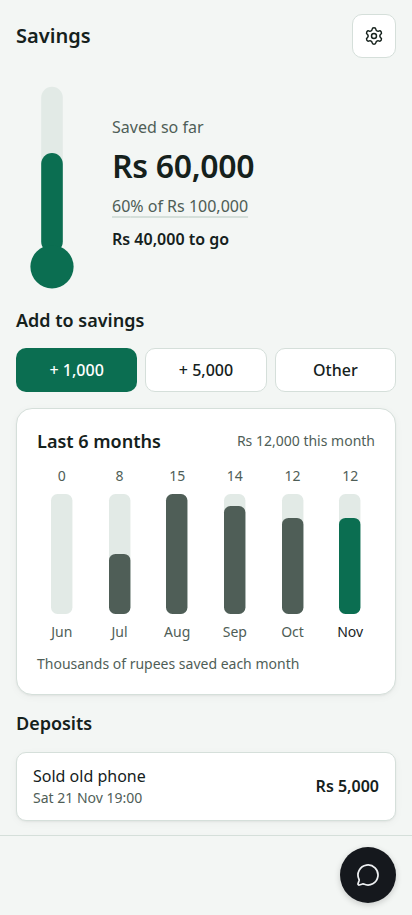 Savings
Saved so far
Rs 60,000
60% of Rs 100,000
Rs 40,000 to go
Add to savings
+ 1,000
+ 5,000
Other
Last 6 months
Rs 12,000 this month
0 8 15 14 12 12
Jun Jul Aug Sep Oct Nov
Thousands of rupees saved each month
Deposits
Sold old phone
Sat 21 Nov 19:00
Rs 5,000